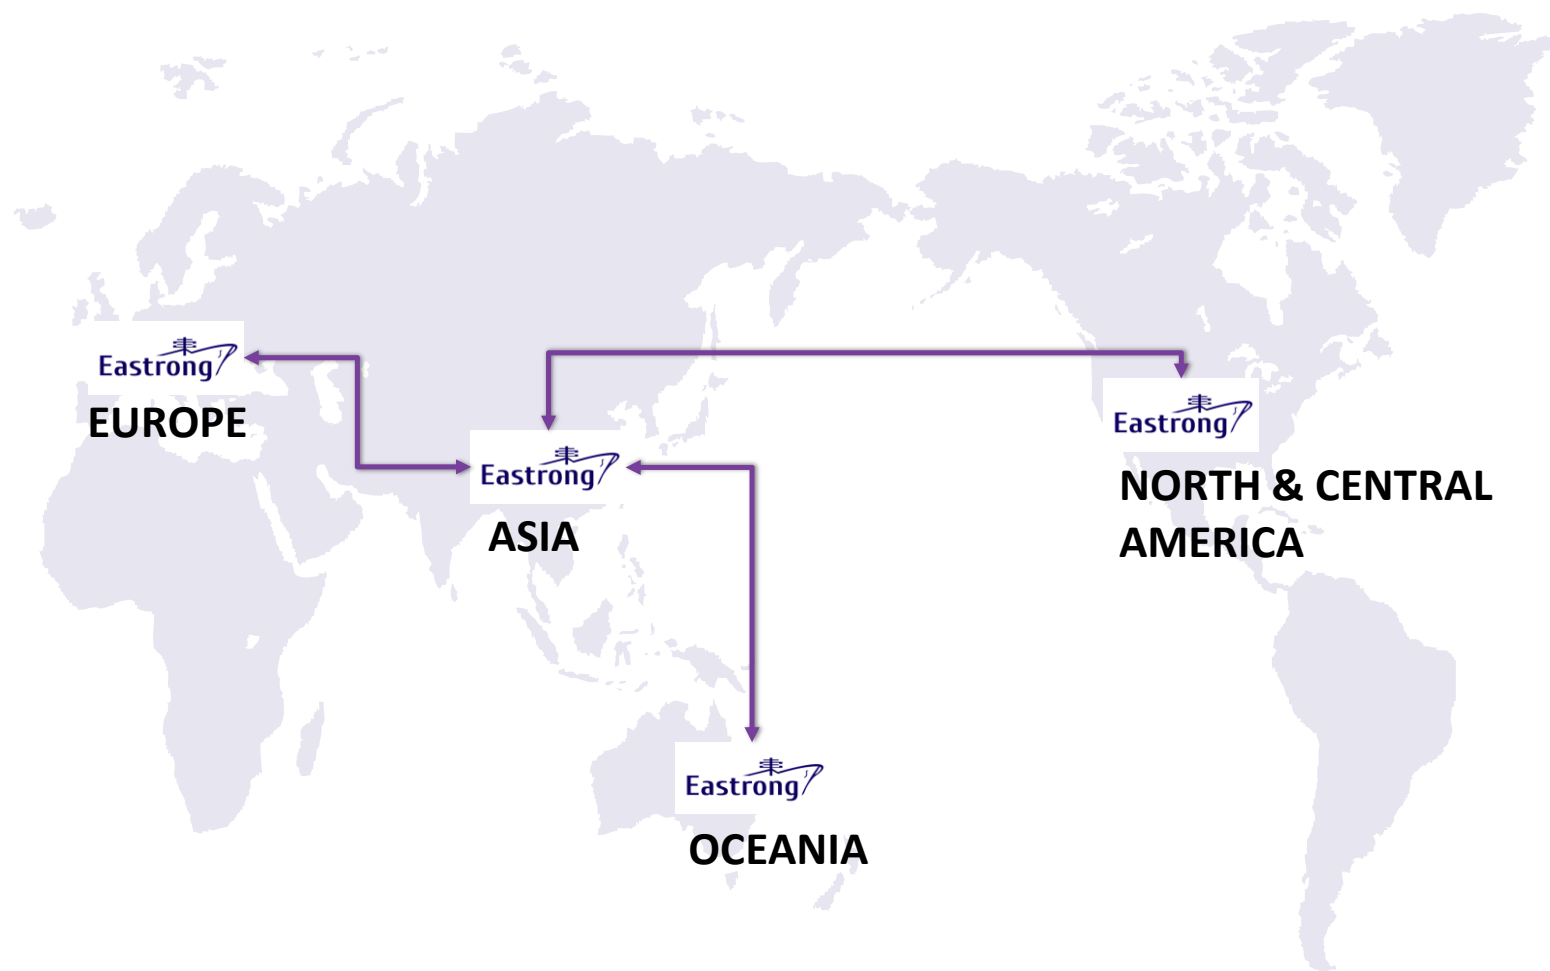 Eastrong
EUROPE
Eastrong
ASIA
Eastrong
NORTH & CENTRAL
AMERICA
Eastrong
OCEANIA